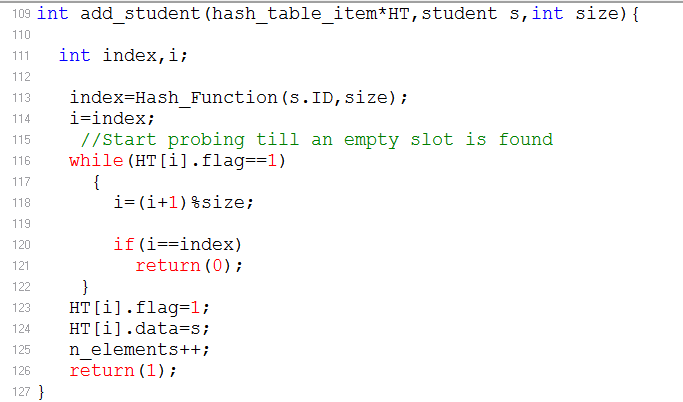 109 int add_student(hash_table_item*HT,student s,int size){
110
111 int index,i;
112
113 index=Hash_Function(s.ID,size);
114 i=index;
115 //Start probing till an empty slot is found
116 while(HT[i].flag==1)
117 {
118 i=(i+1)%size;
119
120 if(i==index)
121 return(0);
122 }
123 HT[i].flag=1;
124 HT[i].data=s;
125 n_elements++;
126 return(1);
127 }